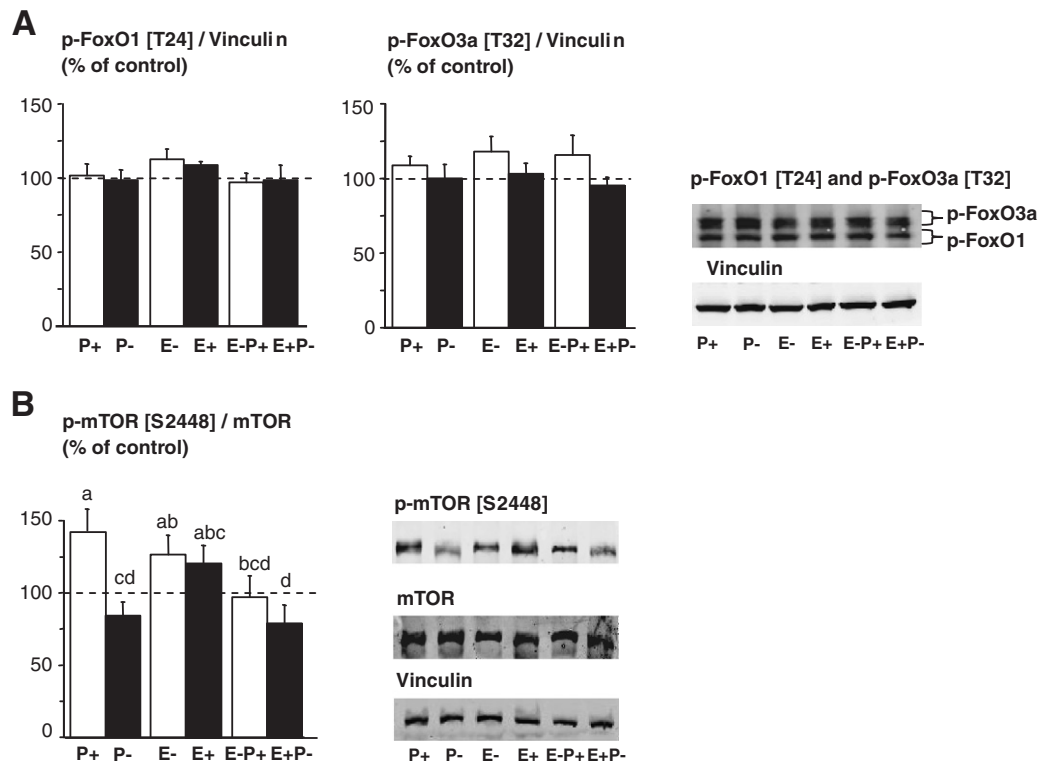 A
p-FoxO1 [T24] / Vinculin
(% of control)
150
100
50
0
P+ P- E- E+ E-P+ E+P-
p-FoxO3a [T32] / Vinculin
(% of control)
150
100
50
0
P+ P- E- E+ E-P+ E+P-
p-FoxO1 [T24] and p-FoxO3a [T32]
p-FoxO3a
p-FoxO1
Vinculin
P+ P- E- E+ E-P+ E+P-
B
p-mTOR [S2448] / mTOR
(% of control)
150
100
50
0
a cd ab abc bcd d
P+ P- E- E+ E-P+ E+P-
p-mTOR [S2448]
mTOR
Vinculin
P+ P- E- E+ E-P+ E+P-